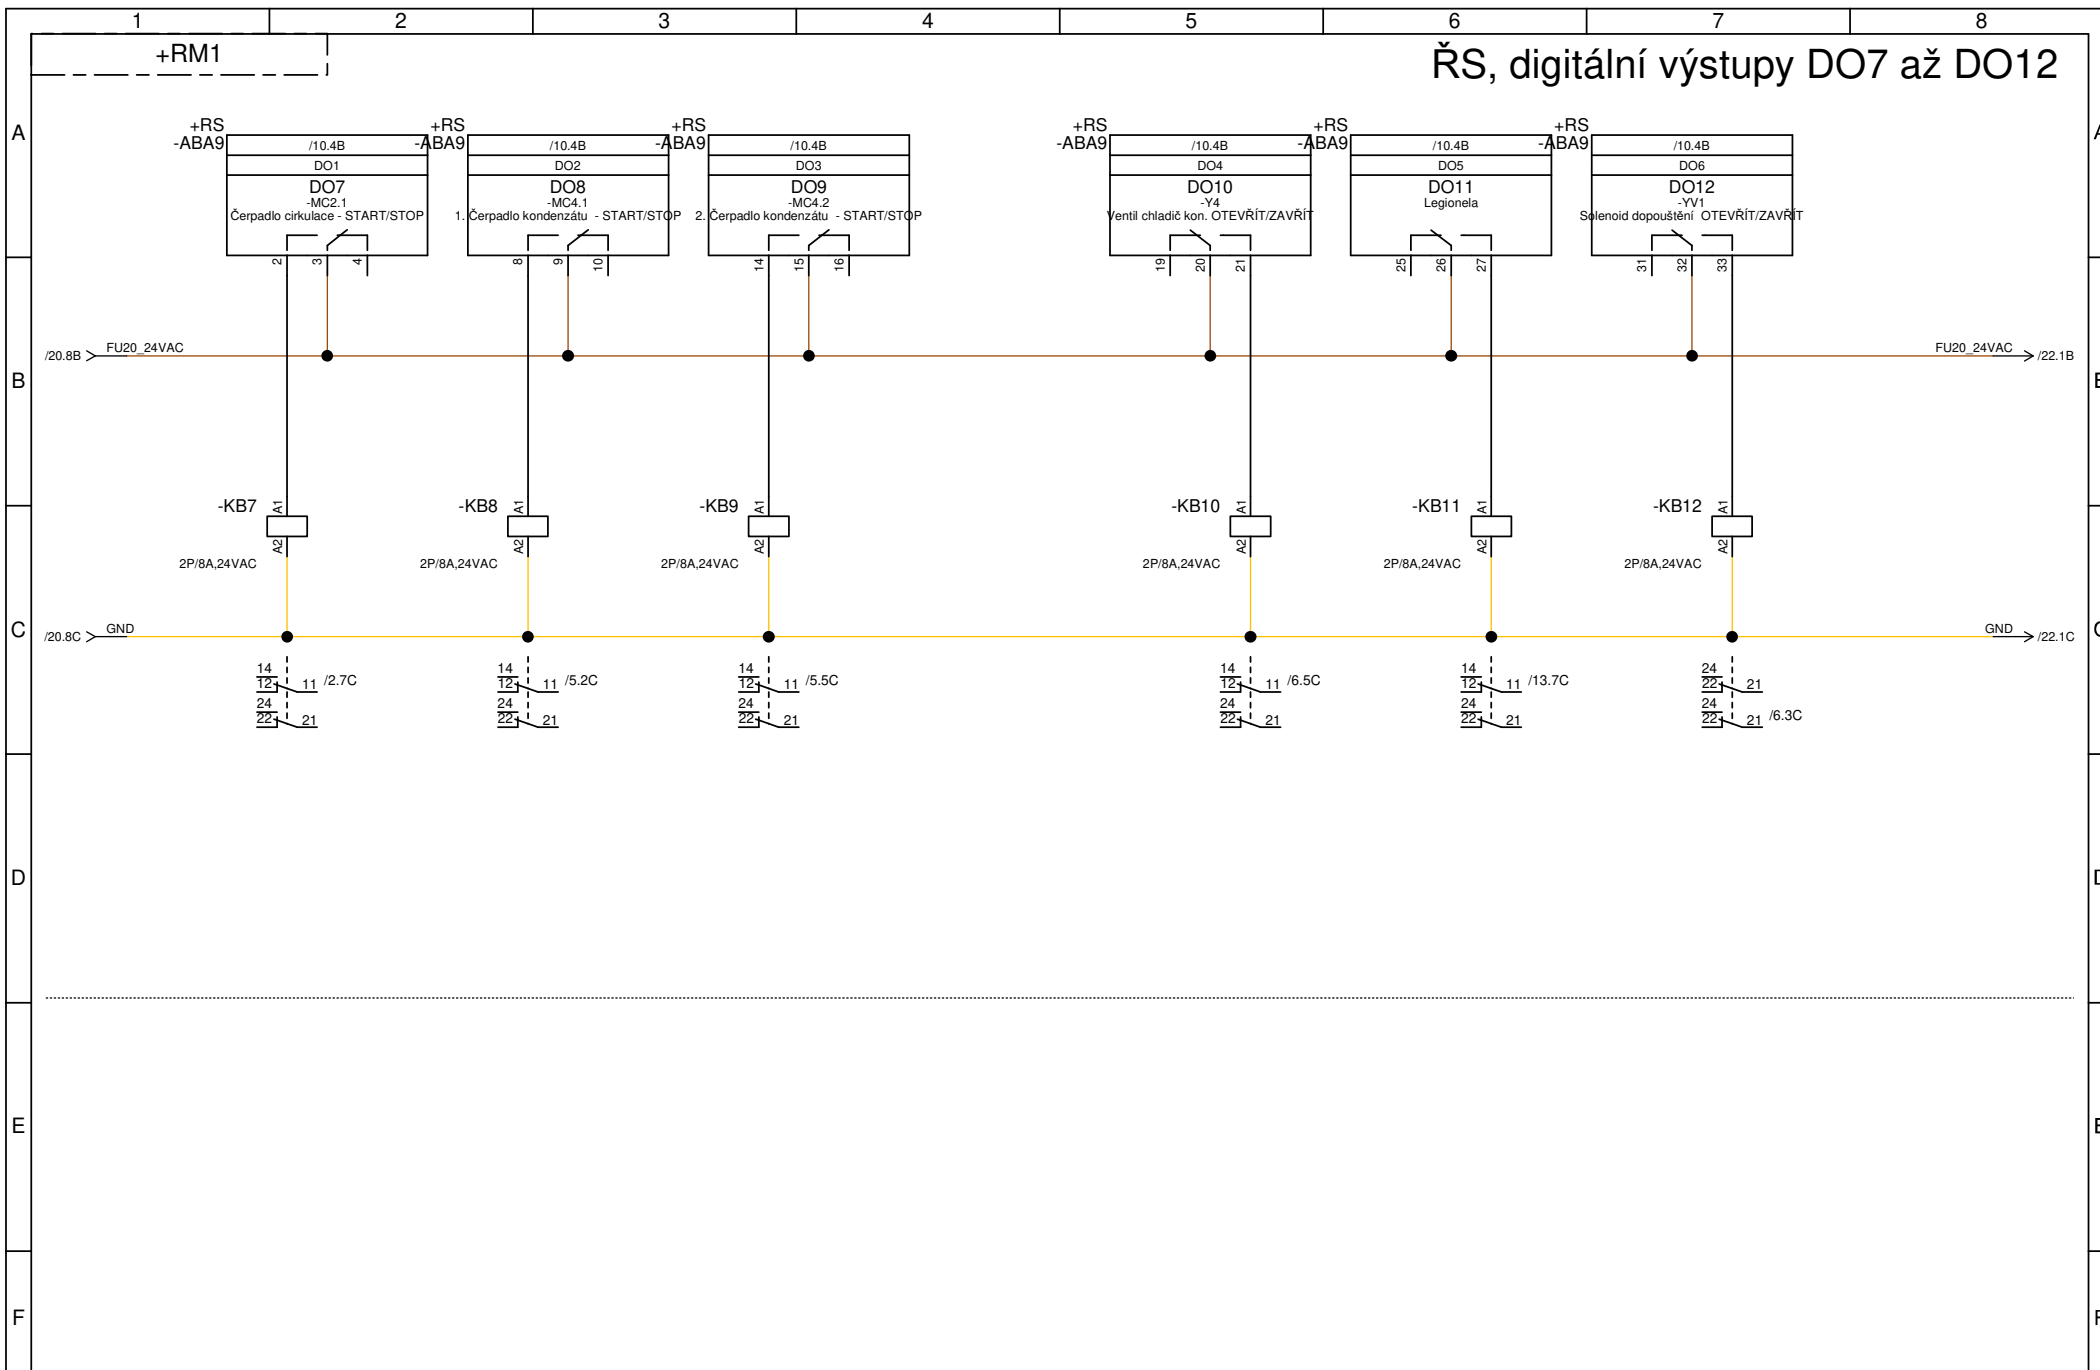 1 2 3 4 5 6 7 8
+RM1
ŘS, digitální výstupy DO7 až DO12
A
+RS +RS +RS +RS +RS +RS
-ABA9 -ABA9 -ABA9 -ABA9 -ABA9 -ABA9
/10.4B /10.4B /10.4B /10.4B /10.4B /10.4B
DO1 DO2 DO3 DO4 DO5 DO6
DO7 DO8 DO9 DO10 DO11 DO12
-MC2.1 -MC4.1 -MC4.2 -Y4 Legionela -YV1
Čerpadlo cirkulace - START/STOP 1. Čerpadlo kondenzátu - START/STOP 2. Čerpadlo kondenzátu - START/STOP Ventil chladič kon. OTEVŘÍT/ZAVŘÍT Solenoid dopouštění OTEVŘÍT/ZAVŘÍT
2 3 4 8 9 10 14 15 16 19 20 21 25 26 27 31 32 33
/20.8B FU20_24VAC FU20_24VAC /22.1B
B
-KB7 A1 -KB8 A1 -KB9 A1 -KB10 A1 -KB11 A1 -KB12 A1
A2 A2 A2 A2 A2 A2
2P/8A,24VAC 2P/8A,24VAC 2P/8A,24VAC 2P/8A,24VAC 2P/8A,24VAC 2P/8A,24VAC
C /20.8C GND GND /22.1C
14 14 14 14 14 24
12 11 /2.7C 12 11 /5.2C 12 11 /5.5C 12 11 /6.5C 12 11 /13.7C 22 21
24 24 24 24 24 24
22 21 22 21 22 21 22 21 22 21 22 21 /6.3C
D
E
F